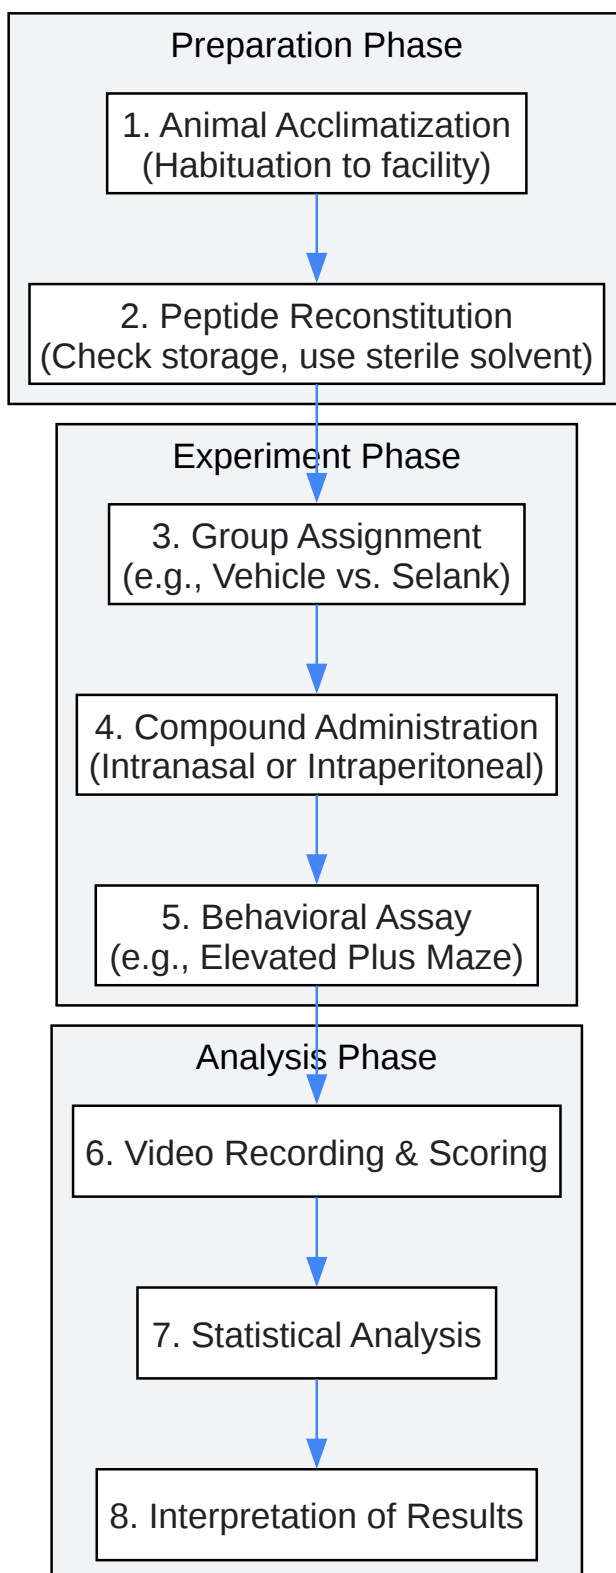 Preparation Phase
1. Animal Acclimatization
(Habituation to facility)
2. Peptide Reconstitution
(Check storage, use sterile solvent)
Experiment Phase
3. Group Assignment
(e.g., Vehicle vs. Selank)
4. Compound Administration
(Intranasal or Intraperitoneal)
5. Behavioral Assay
(e.g., Elevated Plus Maze)
Analysis Phase
6. Video Recording & Scoring
7. Statistical Analysis
8. Interpretation of Results